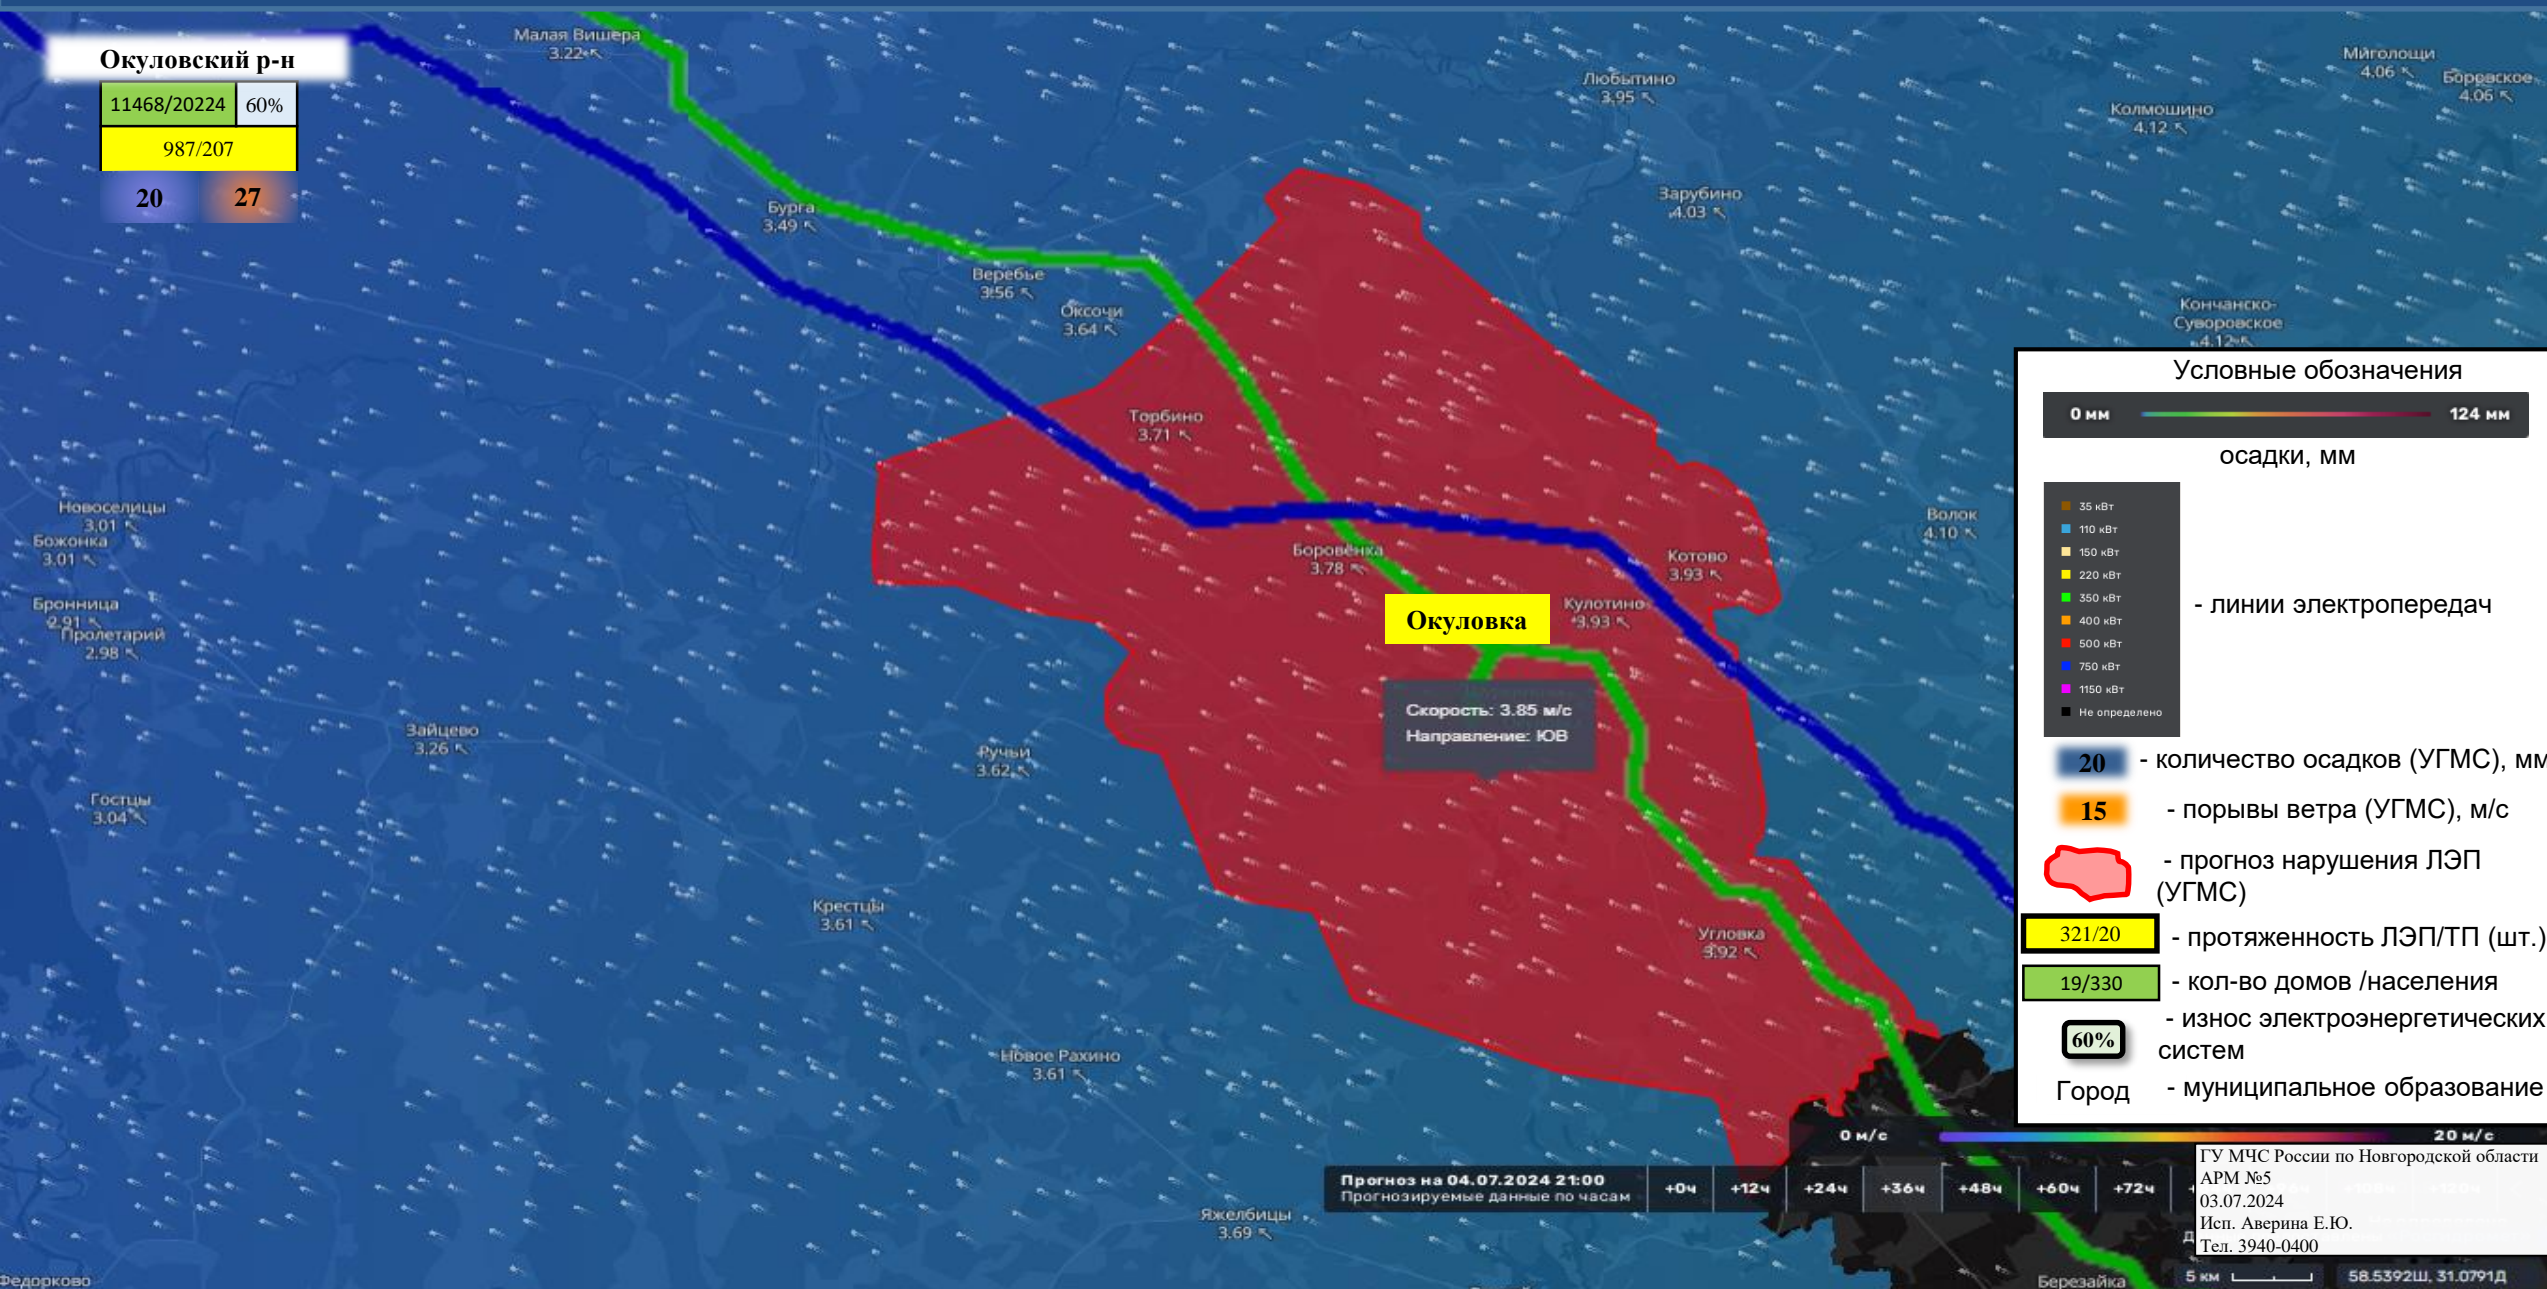 Окуловский р-н
11468/20224 60%
987/207
20 27
Малая Вишера
3.22
Любытино
3.95
Миголощи
4.06
Боровское
4.06
Колмошино
4.12
Зарубино
4.03
Бурга
3.49
Веребье
3.56
Оксочи
3.64
Кончанско-
Суворовское
4.12
Торбино
3.71
Новоселицы
3.01
Божонка
3.01
Бронница
2.91
Пролетарий
2.98
Волок
4.10
Боровёнка
3.78
Котово
3.93
Окуловка
Кулотино
3.93
Скорость: 3.85 м/с
Направление: ЮВ
Зайцево
3.26
Ручьи
3.62
Гостцы
3.04
Крестцы
3.61
Угловка
3.92
Новое Рахино
3.61
Яжелбицы
3.69
Федорково
Березайка
Условные обозначения
0 мм 124 мм
осадки, мм
35 кВт
110 кВт
150 кВт
220 кВт
350 кВт
400 кВт
500 кВт
750 кВт
1150 кВт
Не определено
- линии электропередач
20 - количество осадков (УГМС), мм
15 - порывы ветра (УГМС), м/с
- прогноз нарушения ЛЭП
(УГМС)
321/20 - протяженность ЛЭП/ТП (шт.)
19/330 - кол-во домов /населения
- износ электроэнергетических
60% систем
Город - муниципальное образование
0 м/с 20 м/с
Прогноз на 04.07.2024 21:00
Прогнозируемые данные по часам
+0ч +12ч +24ч +36ч +48ч +60ч +72ч
ГУ МЧС России по Новгородской области
АРМ №5
03.07.2024
Исп. Аверина Е.Ю.
Тел. 3940-0400
5 км 58.5392Ш, 31.0791Д